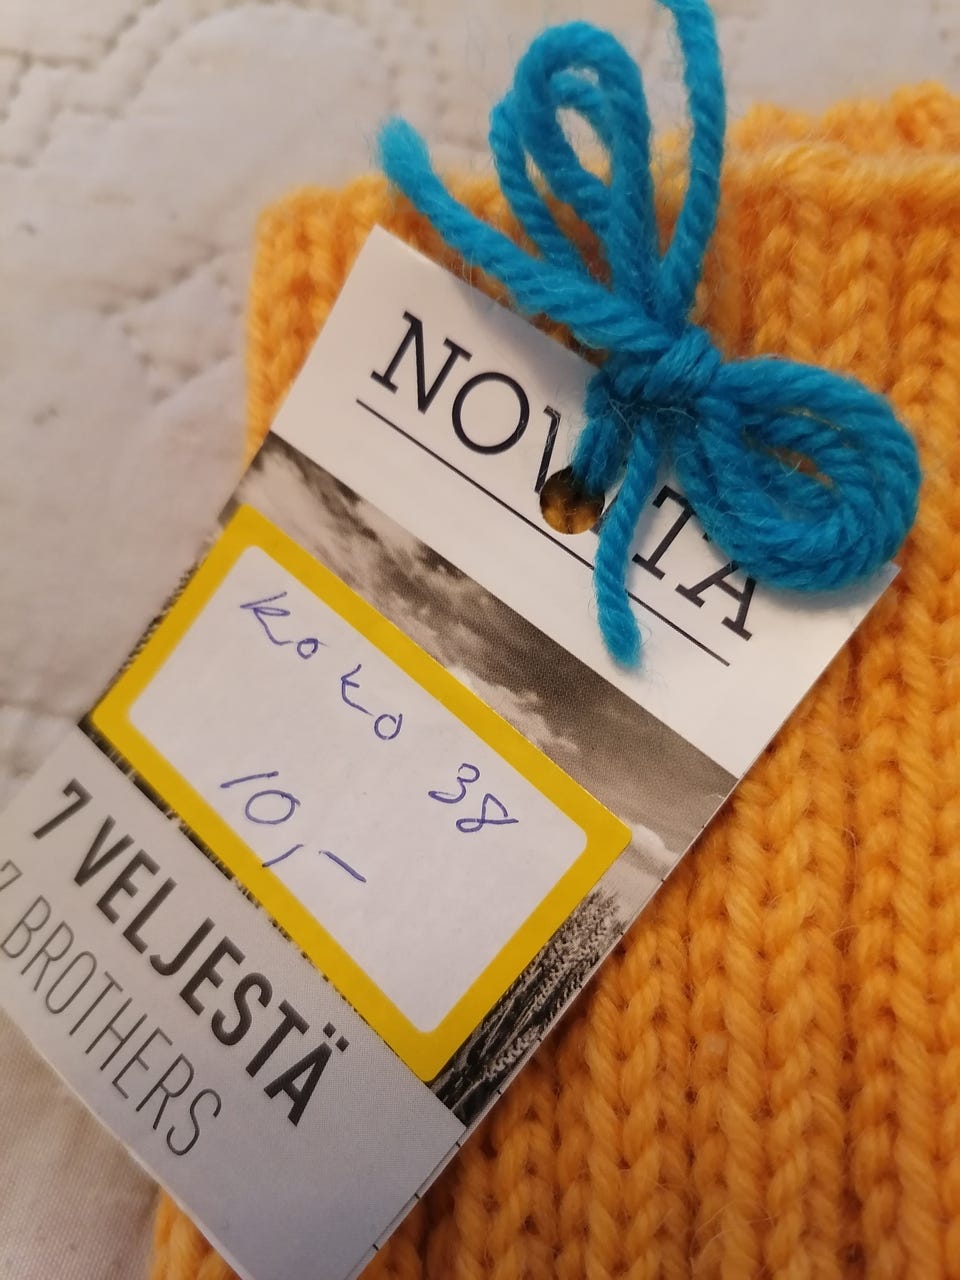 NOVITA
koko 38
10,-
7 VELJESTÄ
7 BROTHERS